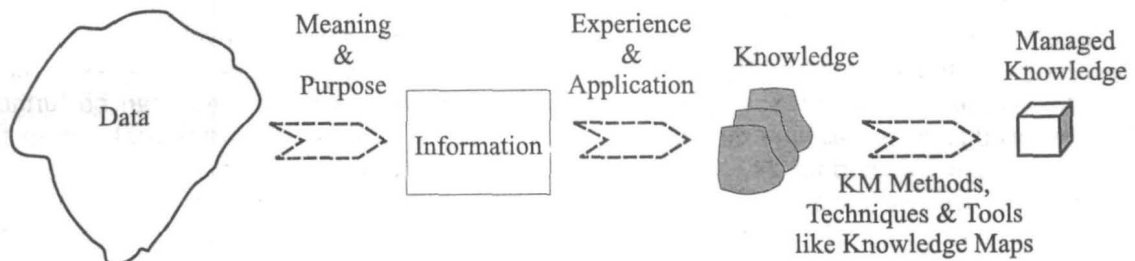 Data
Meaning
&
Purpose
Information
Experience
&
Application
Knowledge
KM Methods,
Techniques & Tools
like Knowledge Maps
Managed
Knowledge